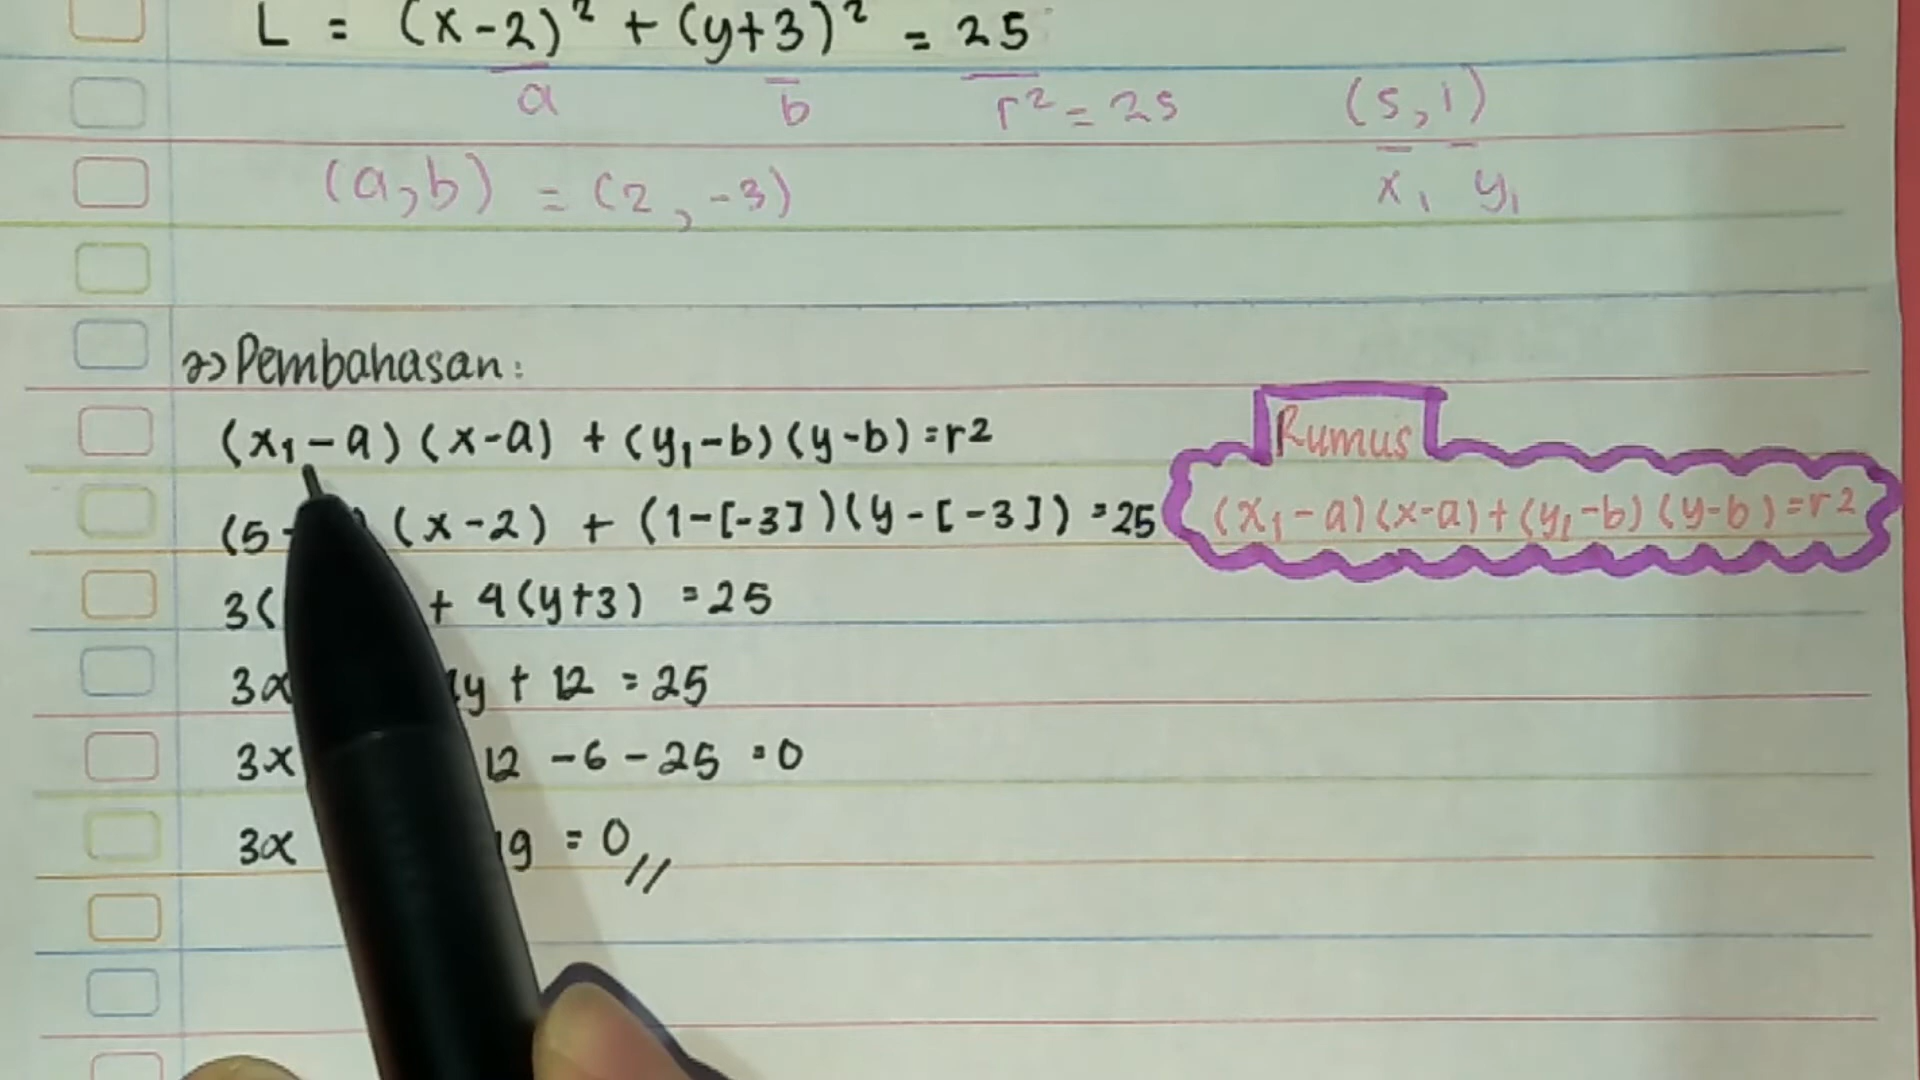 L = (x-2)² + (y+3)² = 25
a b r² = 25 (5,1)
(a,b) = (2,-3) x₁ y₁
Pembahasan:
(x₁-a)(x-a) + (y₁-b)(y-b) = r2
Rumus
(5- (x-2) + (1-[-3])(y-[-3]) = 25
(x₁-a)(x-a)+(y₁-b)(y-b)=r2
3( + 4(y+3) = 25
3x y + 12 = 25
3x 12 -6 - 25 = 0
3x 19 = 0//